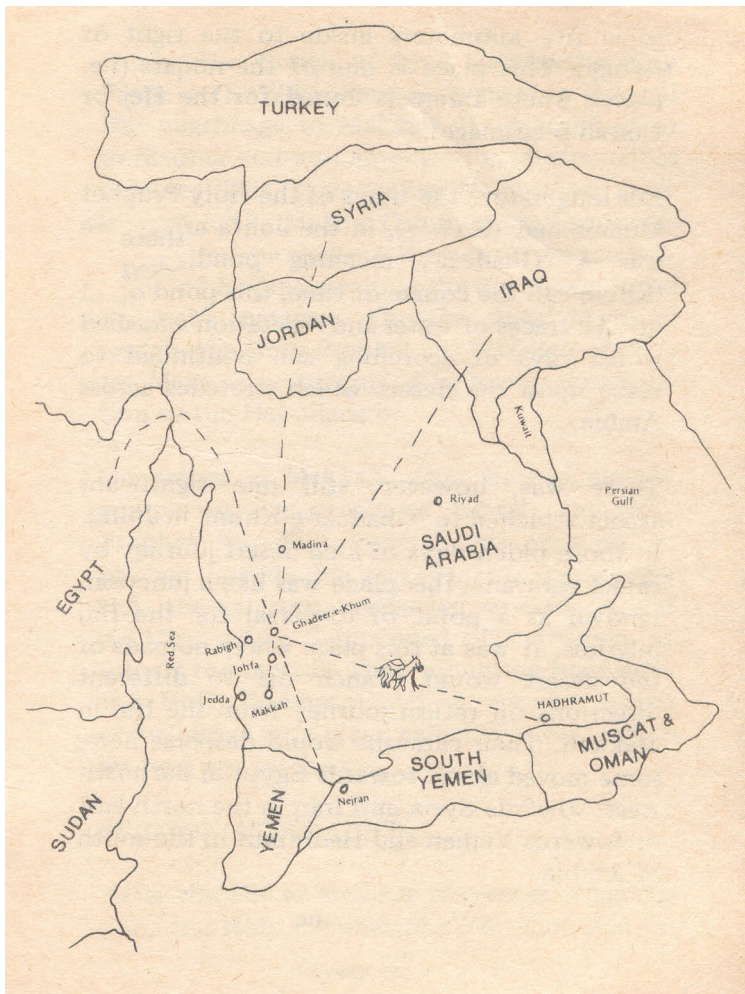 TURKEY
SYRIA
IRAQ
JORDAN
Kuwait
Riyad
Persian
Gulf
Madina
SAUDI
ARABIA
EGYPT
Ghadeer-e-Khum
Red Sea
Rabigh
Johfa
Jedda
Makkah
HADHRAMUT
MUSCAT &
OMAN
SOUTH
YEMEN
Nejran
YEMEN
SUDAN